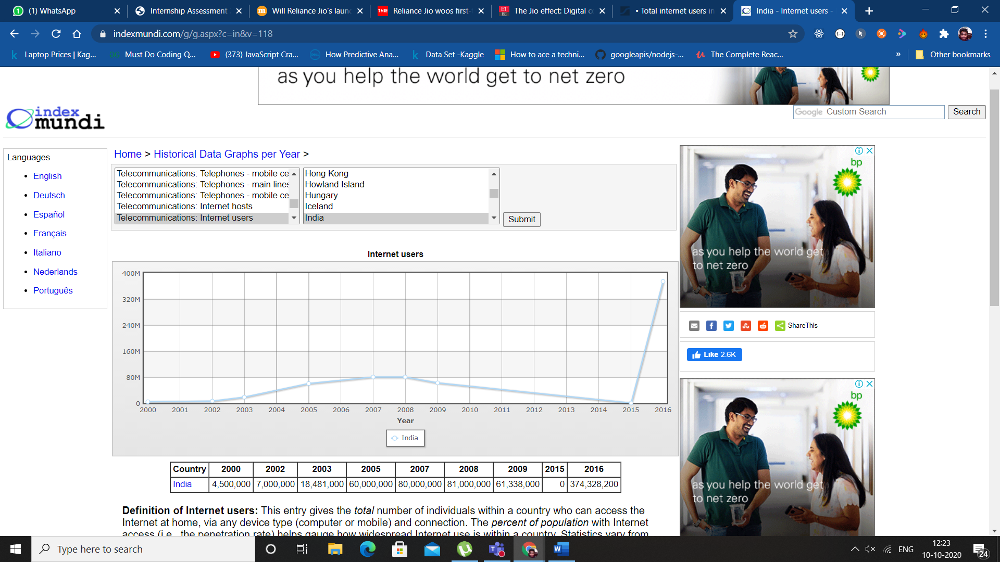 (1) WhatsApp
Internship Assessment
Will Reliance Jio's laun
Reliance Jio woos first-
The Jio effect: Digital c
• Total internet users in
India - Internet users -
indexmundi.com/g/g.aspx?c=in&v=118
Laptop Prices | Kag...
Must Do Coding Q...
(373) JavaScript Cra...
How Predictive Ana...
Data Set -Kaggle
How to ace a techni...
googleapis/nodejs-...
The Complete Reac...
»
Other bookmarks
as you help the world get to net zero
index
mundi
Google Custom Search
Search
Languages
• English
• Deutsch
• Español
• Français
• Italiano
• Nederlands
• Português
Home > Historical Data Graphs per Year >
Telecommunications: Telephones - mobile ce
Telecommunications: Telephones - main lines
Telecommunications: Telephones - mobile ce
Telecommunications: Internet hosts
Telecommunications: Internet users
Hong Kong
Howland Island
Hungary
Iceland
India
Submit
Internet users
400M
320M
240M
160M
80M
0
2000 2001 2002 2003 2004 2005 2006 2007 2008 2009 2010 2011 2012 2013 2014 2015 2016
Year
India
Country 2000 2002 2003 2005 2007 2008 2009 2015 2016
India 4,500,000 7,000,000 18,481,000 60,000,000 80,000,000 81,000,000 61,338,000 0 374,328,200
Definition of Internet users: This entry gives the total number of individuals within a country who can access the
Internet at home, via any device type (computer or mobile) and connection. The percent of population with Internet
access (i.e., the penetration rate) helps gauge how widespread Internet use is within a country. Statistics vary from
bp
as you help the world get
to net zero
ShareThis
Like 2.6K
bp
as you help the world get
to net zero
Type here to search
ENG
12:23
10-10-2020
24